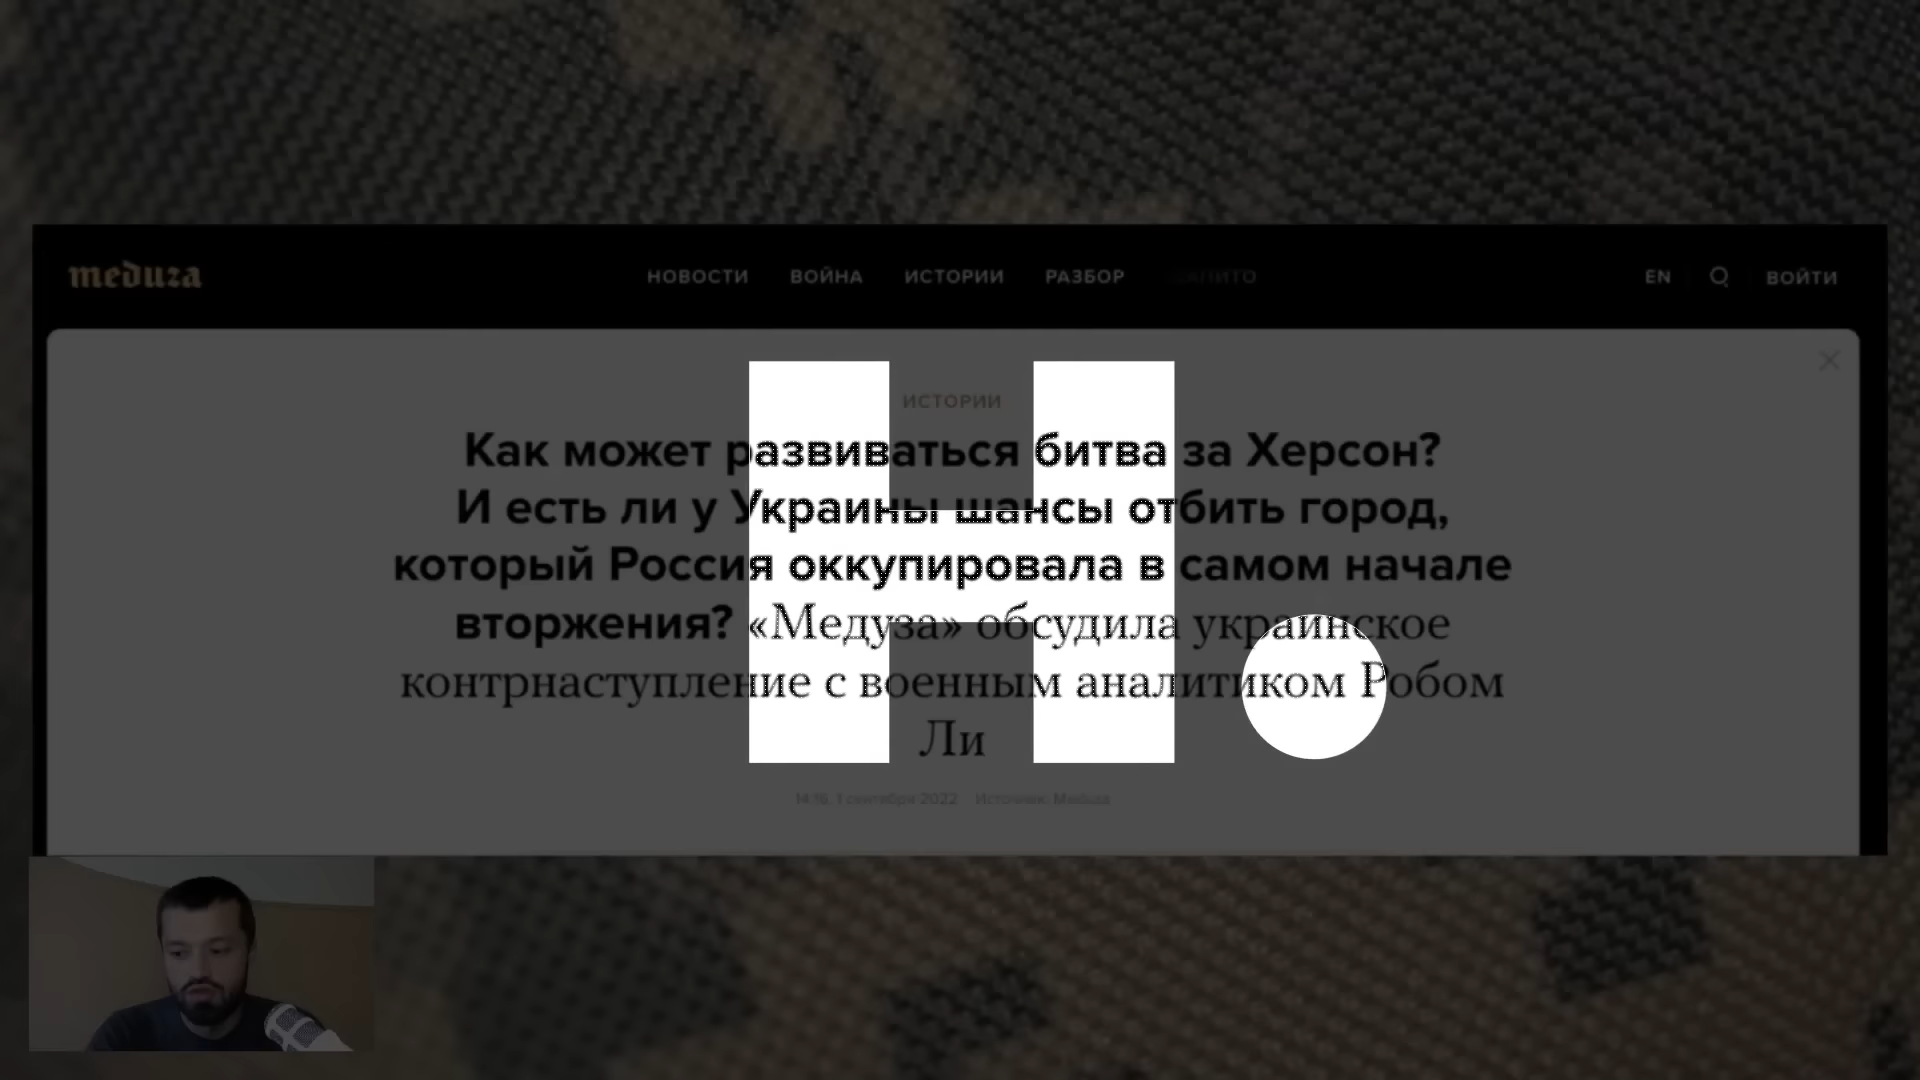 meduza
НОВОСТИ ВОЙНА ИСТОРИИ РАЗБОР EN ВОЙТИ
ИСТОРИИ
Как может развиваться битва за Херсон?
И есть ли у Украины шансы отбить город,
который Россия оккупировала в самом начале
вторжения? «Медуза» обсудила украинское
контрнаступление с военным аналитиком Робом
Ли
14:16, 1 сентября 2022 Источник: Meduza
Н.